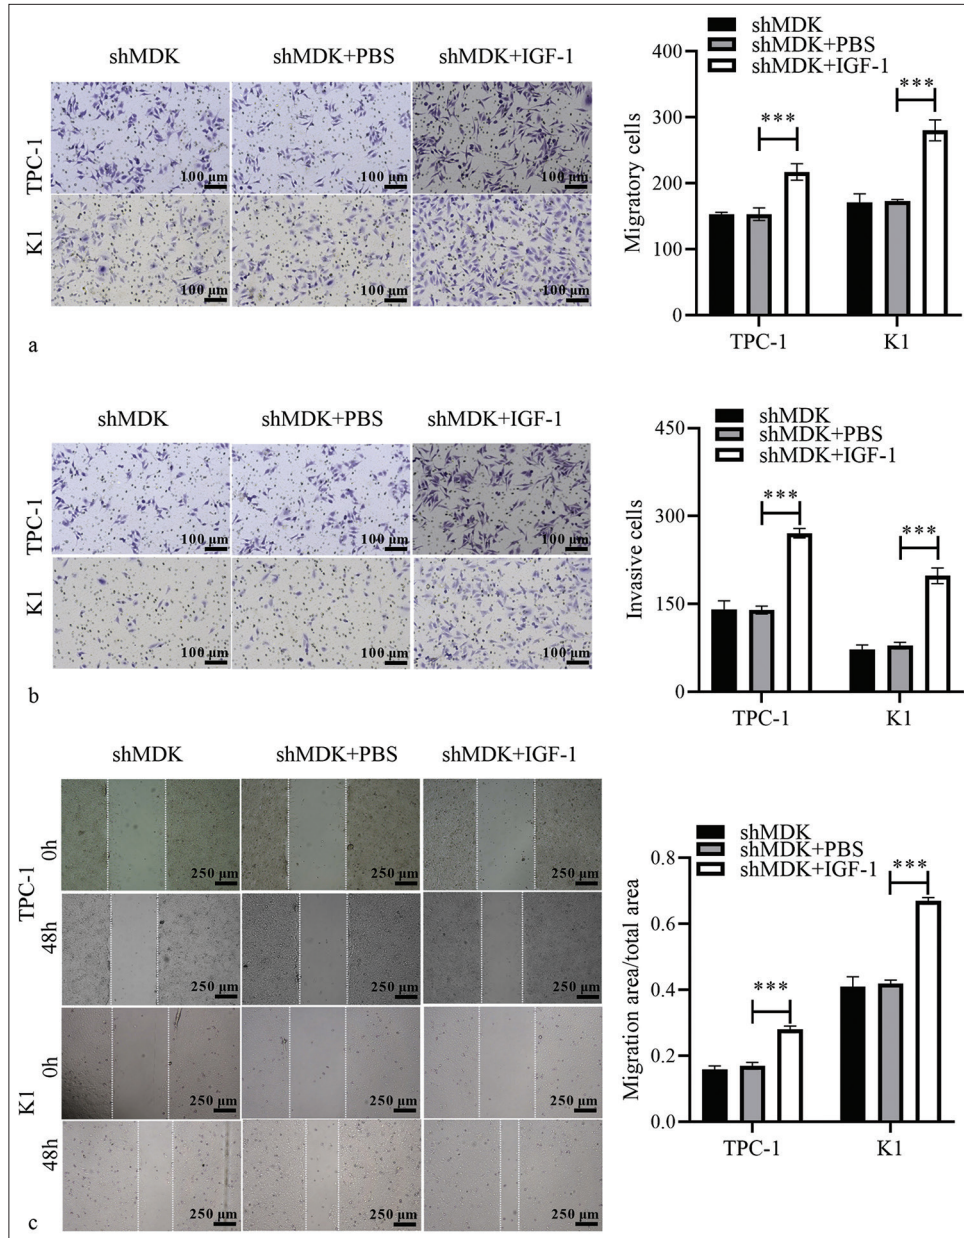 shMDK shMDK+PBS shMDK+IGF-1
TPC-1
100 μm 100 μm 100 μm
K1
100 μm 100 μm 100 μm
shMDK
shMDK+PBS
shMDK+IGF-1
400
300
200
100
0
Migratory cells
*** ***
TPC-1 K1
a
shMDK shMDK+PBS shMDK+IGF-1
TPC-1
100 μm 100 μm 100 μm
K1
100 μm 100 μm 100 μm
shMDK
shMDK+PBS
shMDK+IGF-1
450
300
150
0
Invasive cells
*** ***
TPC-1 K1
b
shMDK shMDK+PBS shMDK+IGF-1
TPC-1
0h
250 μm 250 μm 250 μm
48h
250 μm 250 μm 250 μm
K1
0h
250 μm 250 μm 250 μm
48h
250 μm 250 μm 250 μm
shMDK
shMDK+PBS
shMDK+IGF-1
0.8
0.6
0.4
0.2
0.0
Migration area/total area
*** ***
TPC-1 K1
c